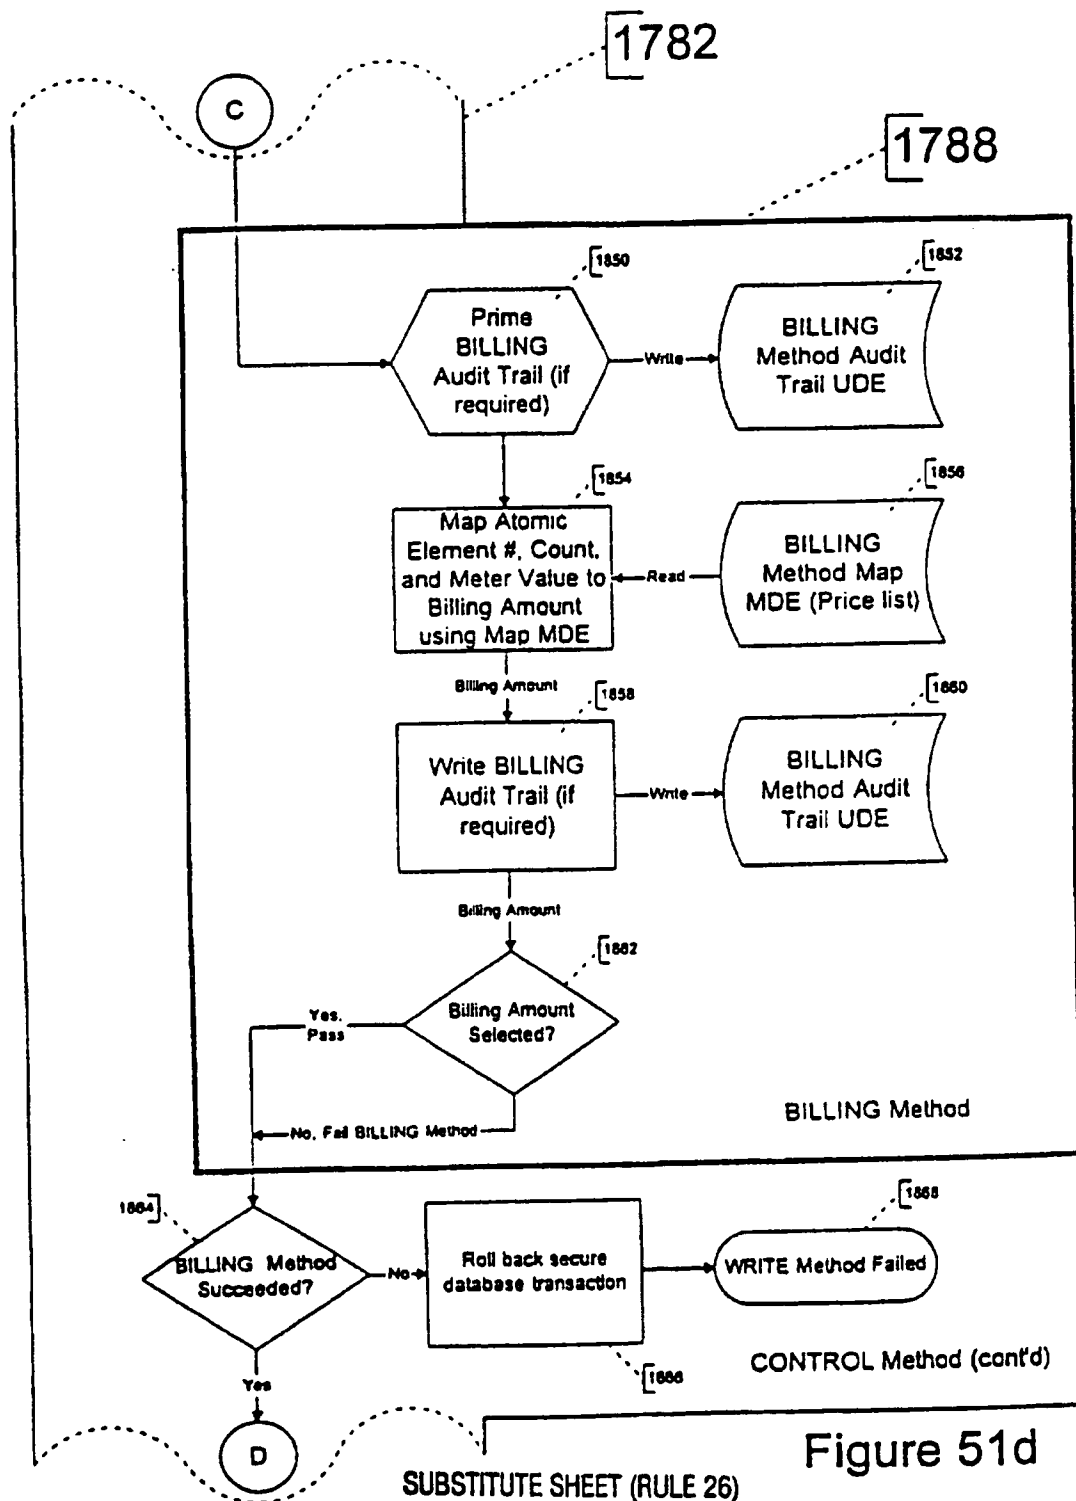 1782
C
1788
1850
Prime
BILLING
Audit Trail (if
required)
Write
1852
BILLING
Method Audit
Trail UDE
1854
Map Atomic
Element #, Count,
and Meter Value to
Billing Amount
using Map MDE
Read
1856
BILLING
Method Map
MDE (Price list)
Billing Amount
1858
Write BILLING
Audit Trail (if
required)
Write
1860
BILLING
Method Audit
Trail UDE
Billing Amount
1862
Billing Amount
Selected?
Yes,
Pass
No, Fail BILLING Method
BILLING Method
1864
BILLING Method
Succeeded?
No
Roll back secure
database transaction
1866
1868
WRITE Method Failed
CONTROL Method (cont'd)
Yes
D
Figure 51d
SUBSTITUTE SHEET (RULE 26)